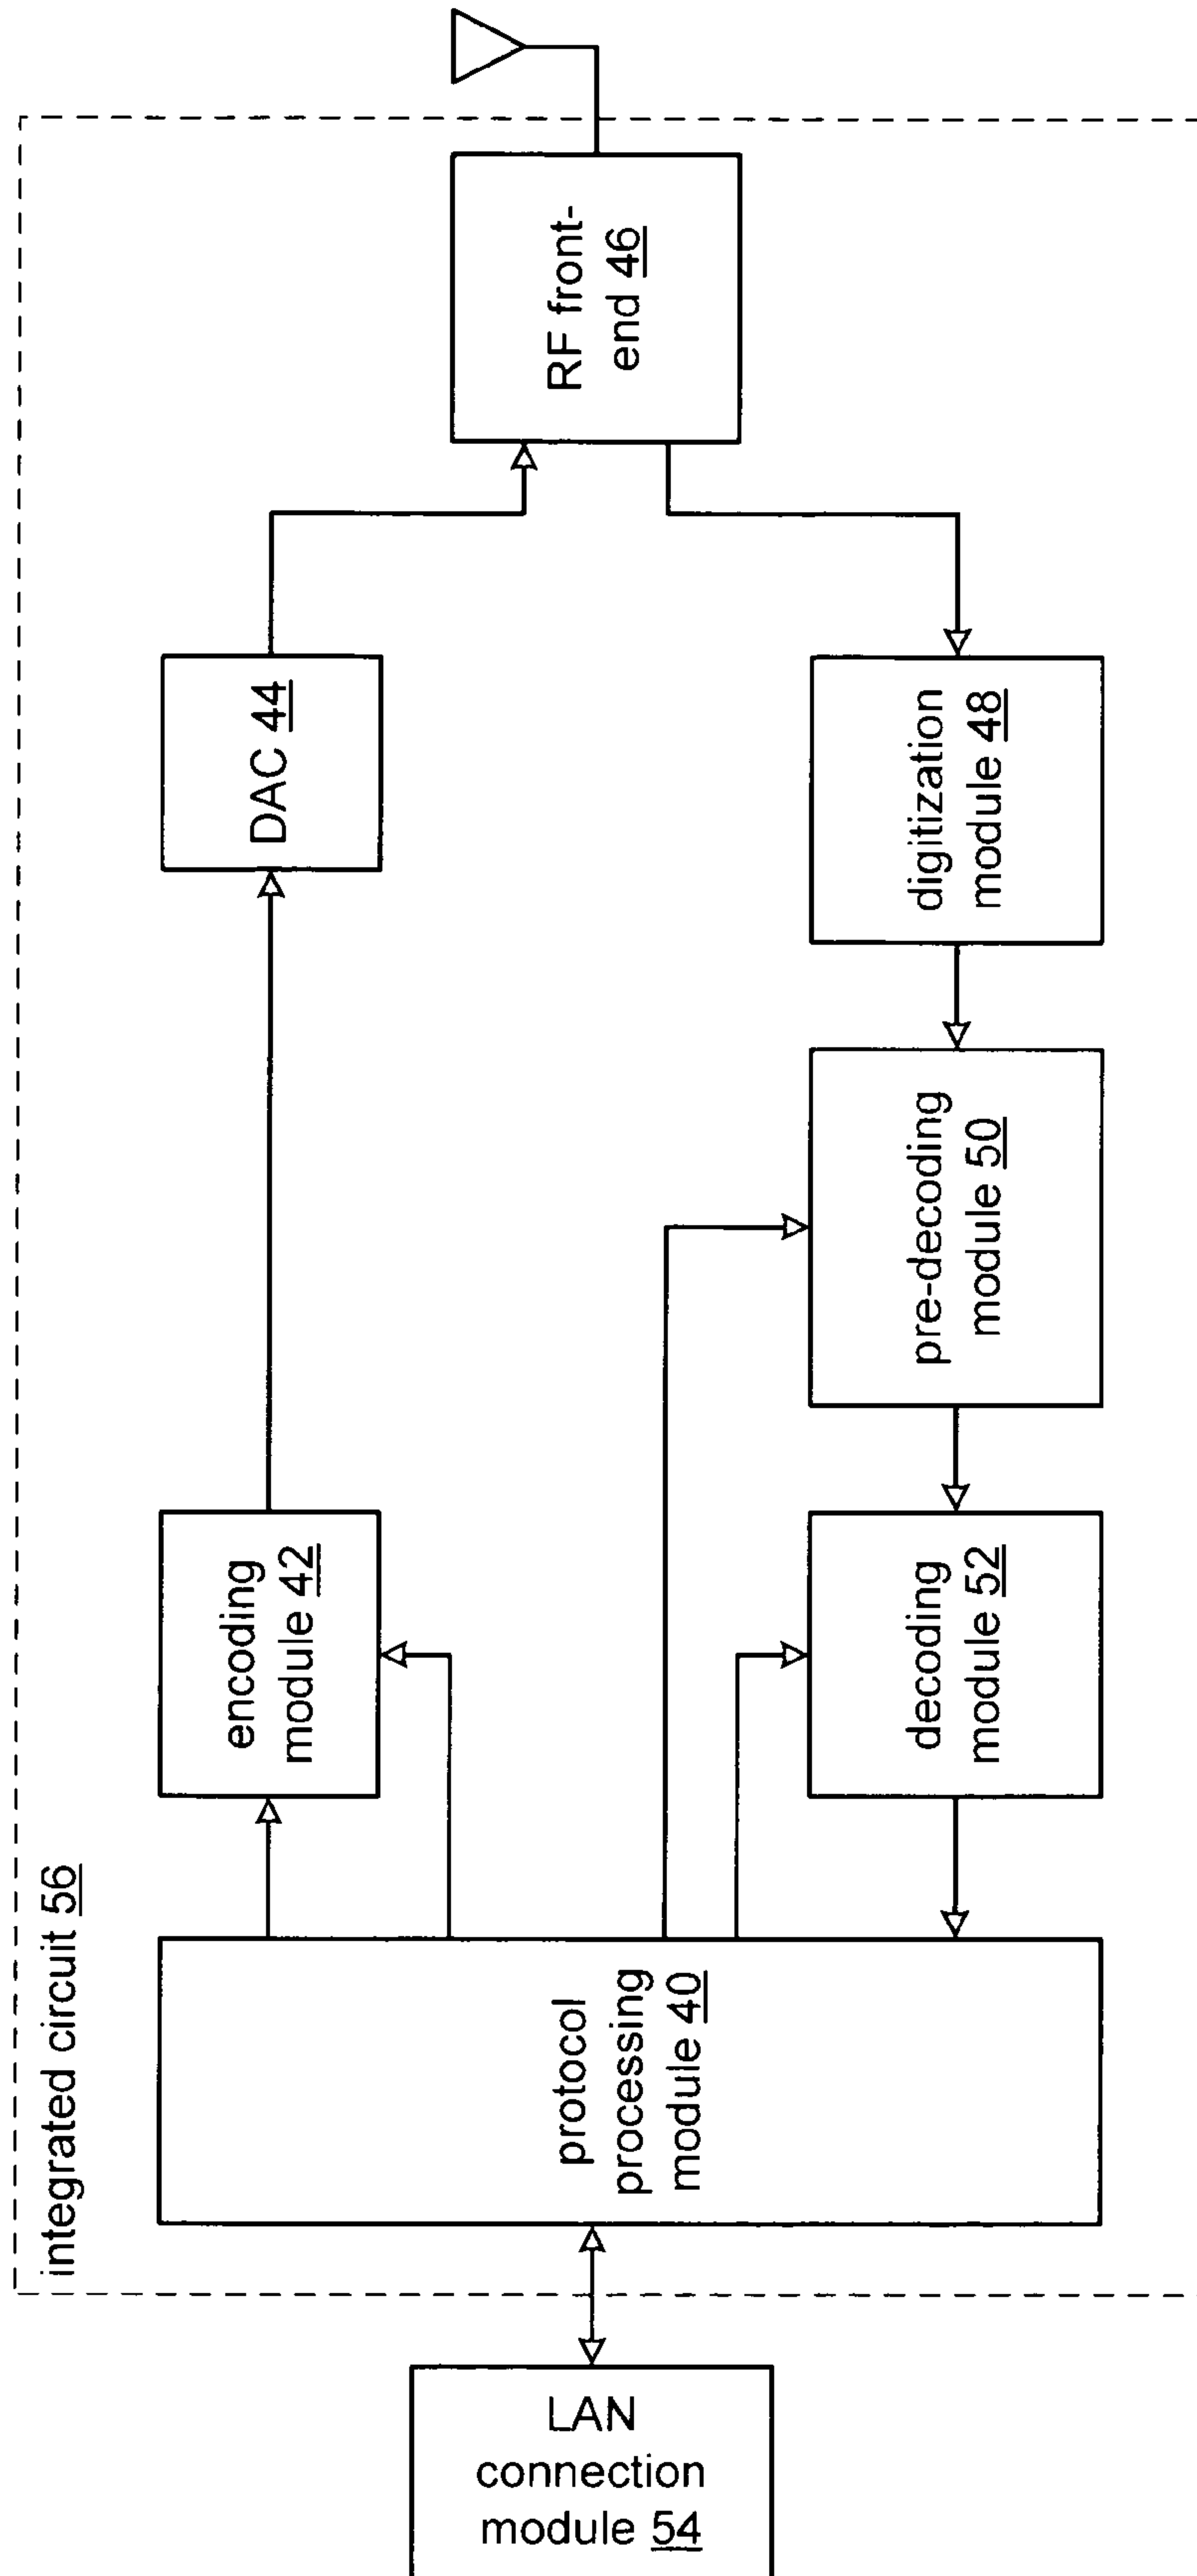 integrated circuit 56
encoding
module 42
DAC 44
RF front-
end 46
protocol
processing
module 40
decoding
module 52
pre-decoding
module 50
digitization
module 48
LAN
connection
module 54